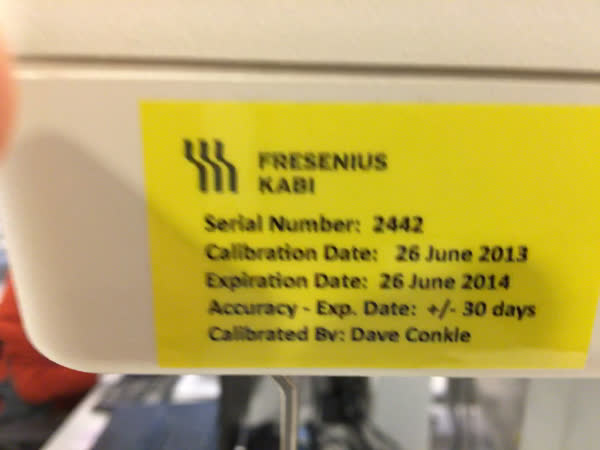 FRESENIUS
KABI
Serial Number: 2442
Calibration Date: 26 June 2013
Expiration Date: 26 June 2014
Accuracy - Exp. Date: +/- 30 days
Calibrated By: Dave Conkle